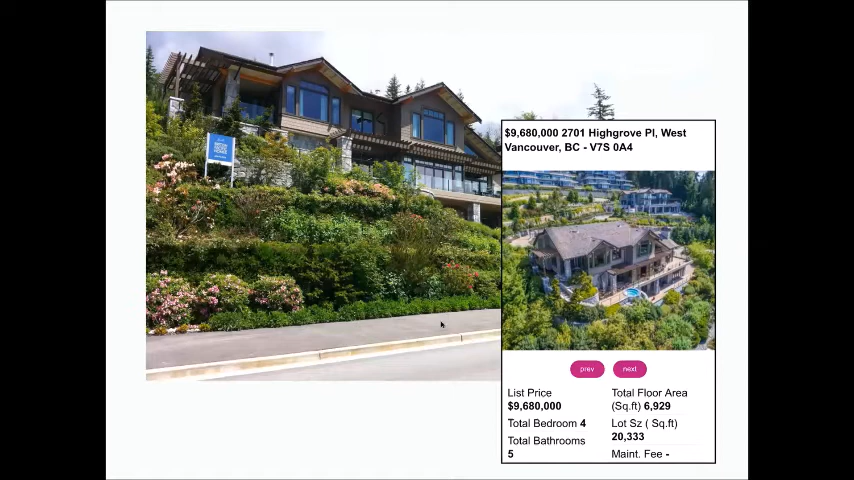 $9,680,000 2701 Highgrove Pl, West
Vancouver, BC - V7S 0A4
prev
next
List Price
$9,680,000
Total Bedroom 4
Total Bathrooms
5
Total Floor Area
(Sq.ft) 6,929
Lot Sz ( Sq.ft)
20,333
Maint. Fee -